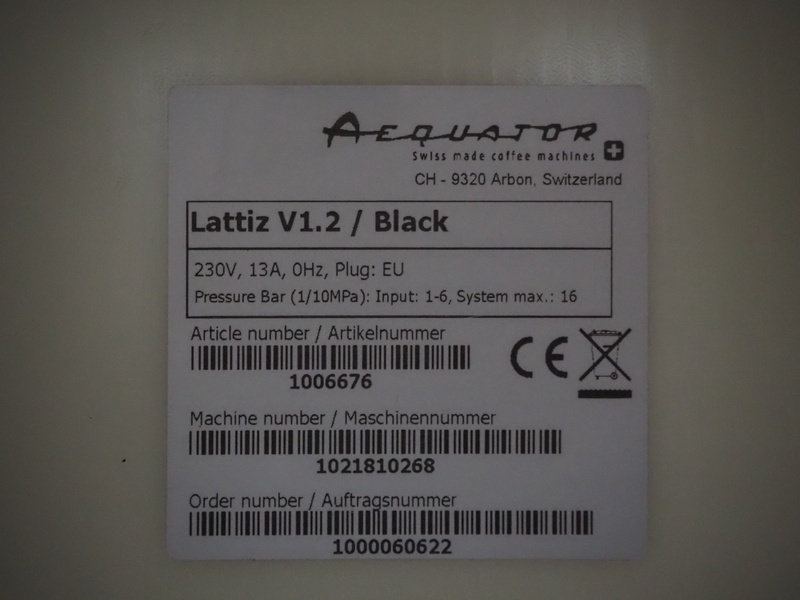 AEQUATOR
Swiss made coffee machines
CH - 9320 Arbon, Switzerland
Lattiz V1.2 / Black
230V, 13A, 0Hz, Plug: EU
Pressure Bar (1/10MPa): Input: 1-6, System max.: 16
Article number / Artikelnummer
1006676
CE
Machine number / Maschinennummer
1021810268
Order number / Auftragsnummer
1000060622